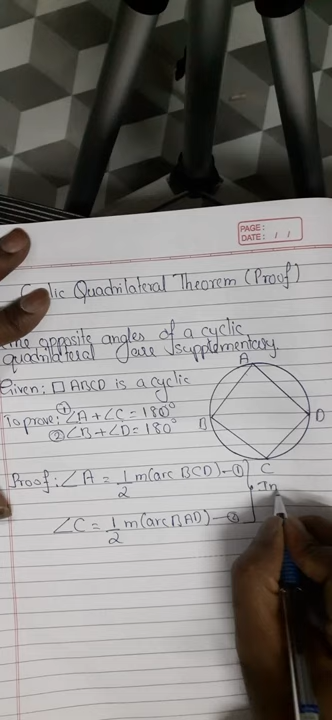 PAGE:
DATE: / /
Cyclic Quadrilateral Theorem (Proof)
The opposite angles of a cyclic
quadrilateral are supplementary.
Given: □ ABCD is a cyclic
To prove: ① ∠A + ∠C = 180°
② ∠B + ∠D = 180°
A
B
D
C
Proof: ∠A = 1/2 m(arc BCD) - ①
∠C = 1/2 m(arc BAD) - ②
In